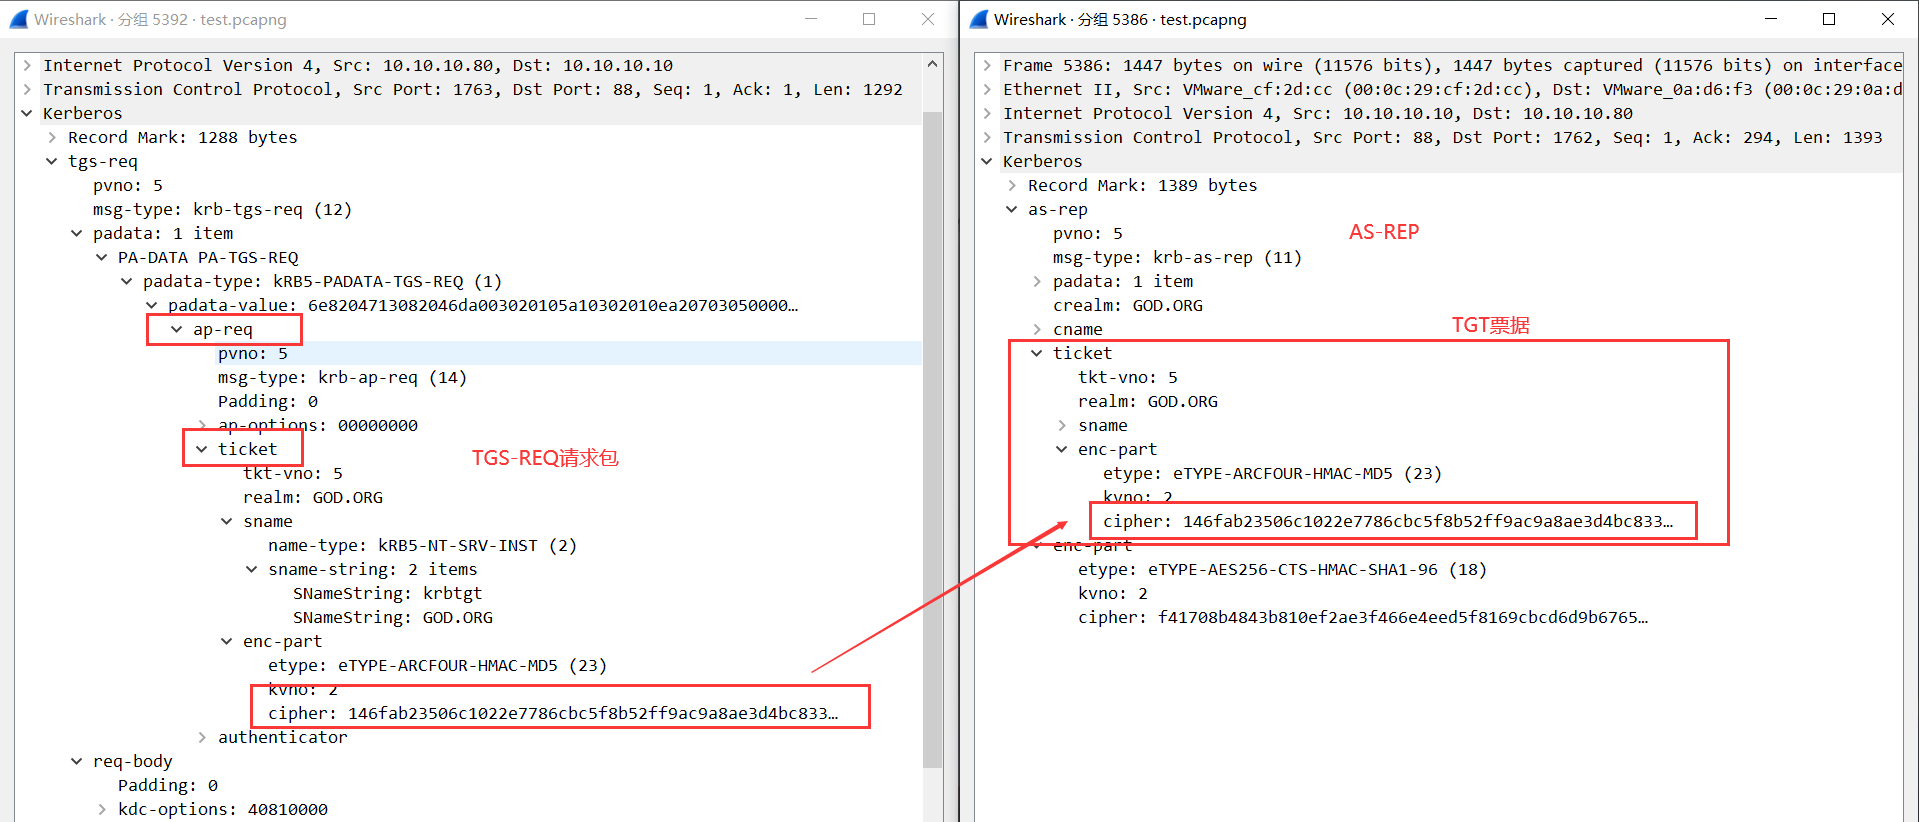 Wireshark · 分组 5392 · test.pcapng
Internet Protocol Version 4, Src: 10.10.10.80, Dst: 10.10.10.10
Transmission Control Protocol, Src Port: 1763, Dst Port: 88, Seq: 1, Ack: 1, Len: 1292
Kerberos
Record Mark: 1288 bytes
tgs-req
pvno: 5
msg-type: krb-tgs-req (12)
padata: 1 item
PA-DATA PA-TGS-REQ
padata-type: kRB5-PADATA-TGS-REQ (1)
padata-value: 6e8204713082046da003020105a10302010ea20703050000…
ap-req
pvno: 5
msg-type: krb-ap-req (14)
Padding: 0
ap-options: 00000000
ticket
TGS-REQ请求包
tkt-vno: 5
realm: GOD.ORG
sname
name-type: kRB5-NT-SRV-INST (2)
sname-string: 2 items
SNameString: krbtgt
SNameString: GOD.ORG
enc-part
etype: eTYPE-ARCFOUR-HMAC-MD5 (23)
kvno: 2
cipher: 146fab23506c1022e7786cbc5f8b52ff9ac9a8ae3d4bc833…
authenticator
req-body
Padding: 0
kdc-options: 40810000
Wireshark · 分组 5386 · test.pcapng
Frame 5386: 1447 bytes on wire (11576 bits), 1447 bytes captured (11576 bits) on interface
Ethernet II, Src: VMware_cf:2d:cc (00:0c:29:cf:2d:cc), Dst: VMware_0a:d6:f3 (00:0c:29:0a:d
Internet Protocol Version 4, Src: 10.10.10.10, Dst: 10.10.10.80
Transmission Control Protocol, Src Port: 88, Dst Port: 1762, Seq: 1, Ack: 294, Len: 1393
Kerberos
Record Mark: 1389 bytes
as-rep
AS-REP
pvno: 5
msg-type: krb-as-rep (11)
padata: 1 item
crealm: GOD.ORG
cname
TGT票据
ticket
tkt-vno: 5
realm: GOD.ORG
sname
enc-part
etype: eTYPE-ARCFOUR-HMAC-MD5 (23)
kvno: 2
cipher: 146fab23506c1022e7786cbc5f8b52ff9ac9a8ae3d4bc833…
enc-part
etype: eTYPE-AES256-CTS-HMAC-SHA1-96 (18)
kvno: 2
cipher: f41708b4843b810ef2ae3f466e4eed5f8169cbcd6d9b6765…